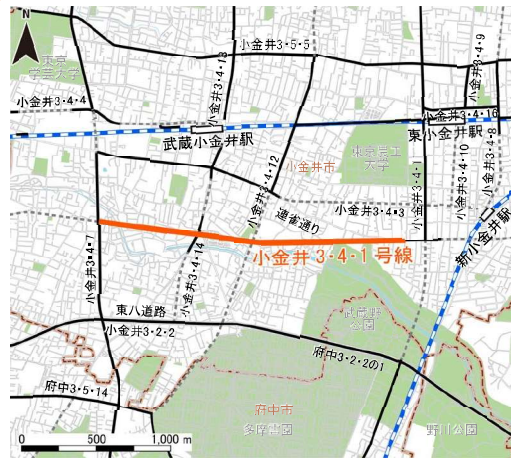 N
小金井3・5・5
小金井3・4・13
小金井3・4・9
東京
学芸大学
小金井3・4・4
小金井3・4・16
武蔵小金井駅
東小金井駅
小金井3・4・12
小金井市
東京農工
大学
小金井3・4・1
小金井3・4・10
小金井3・4・8
連雀通り
小金井3・4・3
新小金井駅
小金井3・4・7
小金井3・4・14
小金井3・4・1号線
東八道路
小金井3・2・2
武蔵野
公園
府中3・2・2の1
府中3・5・14
府中市
多摩霊園
野川公園
0 500 1,000 m